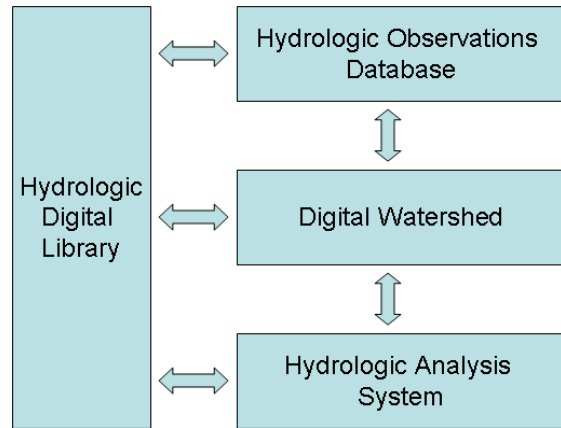 Hydrologic Observations
Database
Hydrologic
Digital
Library
Digital Watershed
Hydrologic Analysis
System